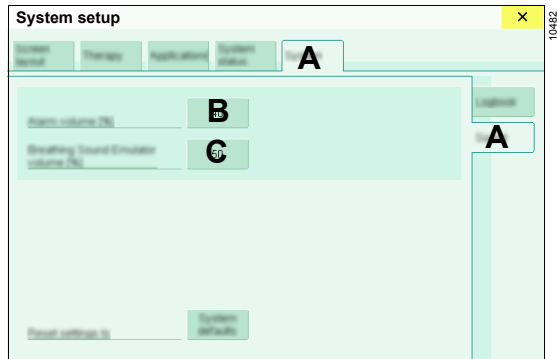 System setup
×
10482
Screen layout
Therapy
Applications
System status
A
Logbook
A
Alarm volume [%]
B
Breathing Sound Emulator volume [%]
C
50
Reset settings to
System defaults